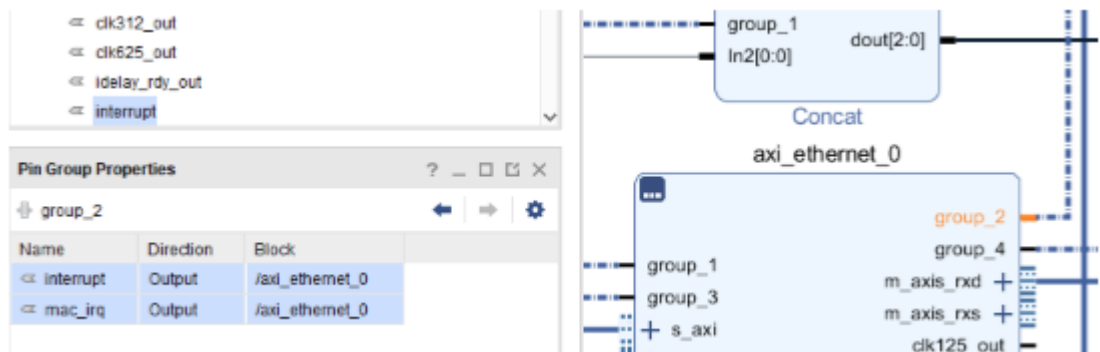 clk312_out
clk625_out
idelay_rdy_out
interrupt
Pin Group Properties
group_2
Name Direction Block
interrupt Output /axi_ethernet_0
mac_irq Output /axi_ethernet_0
group_1
In2[0:0]
dout[2:0]
Concat
axi_ethernet_0
group_2
group_4
group_1
m_axis_rxd
group_3
m_axis_rxs
s_axi
clk125_out